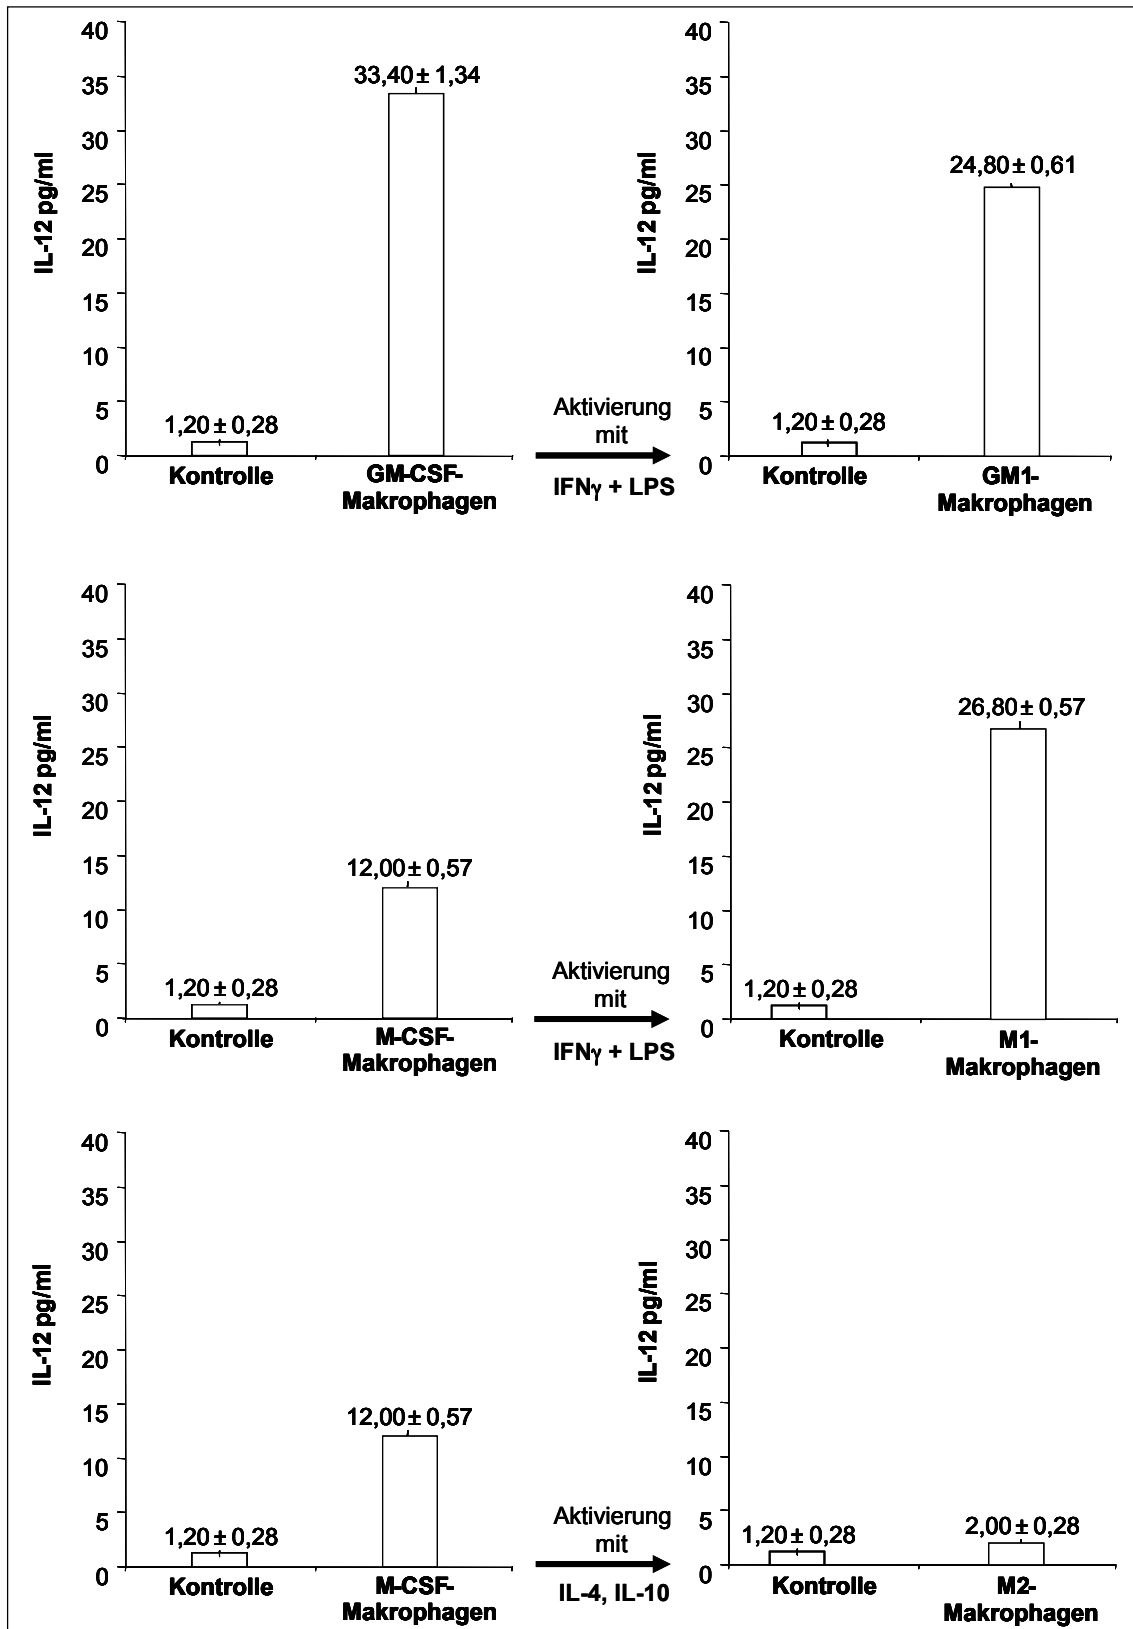 40
35
30
25
20
15
10
5
0
IL-12 pg/ml
33,40 ± 1,34
1,20 ± 0,28
Kontrolle
GM-CSF-
Makrophagen
Aktivierung
mit
IFNγ + LPS
40
35
30
25
20
15
10
5
0
IL-12 pg/ml
24,80 ± 0,61
1,20 ± 0,28
Kontrolle
GM1-
Makrophagen
40
35
30
25
20
15
10
5
0
IL-12 pg/ml
12,00 ± 0,57
1,20 ± 0,28
Kontrolle
M-CSF-
Makrophagen
Aktivierung
mit
IFNγ + LPS
40
35
30
25
20
15
10
5
0
IL-12 pg/ml
26,80 ± 0,57
1,20 ± 0,28
Kontrolle
M1-
Makrophagen
40
35
30
25
20
15
10
5
0
IL-12 pg/ml
12,00 ± 0,57
1,20 ± 0,28
Kontrolle
M-CSF-
Makrophagen
Aktivierung
mit
IL-4, IL-10
40
35
30
25
20
15
10
5
0
IL-12 pg/ml
1,20 ± 0,28
2,00 ± 0,28
Kontrolle
M2-
Makrophagen